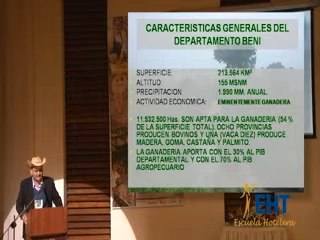 CARACTERISTICAS GENERALES DEL
DEPARTAMENTO BENI
SUPERFICIE: 213.564 KM²
ALTITUD: 155 MSNM
PRECIPITACION: 1.990 MM. ANUAL
ACTIVIDAD ECONOMICA: EMINENTEMENTE GANADERA
11.532.500 Has. SON APTA PARA LA GANADERIA (54 %
DE LA SUPERFICIE TOTAL). OCHO PROVINCIAS
PRODUCEN BOVINOS Y UNA (VACA DIEZ) PRODUCE
MADERA, GOMA, CASTAÑA Y PALMITO.
LA GANADERIA APORTA CON EL 30% AL PIB
DEPARTAMENTAL Y CON EL 70% AL PIB
AGROPECUARIO
EHT
Escuela Hotelera